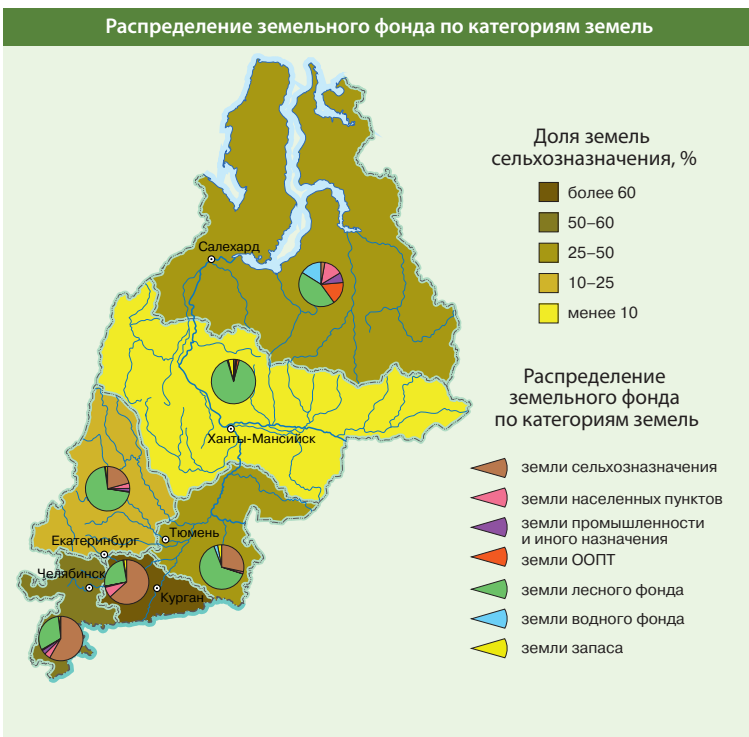 Распределение земельного фонда по категориям земель
Доля земель
сельхозназначения, %
более 60
50–60
25–50
10–25
менее 10
Салехард
Ханты-Мансийск
Екатеринбург
Тюмень
Челябинск
Курган
Распределение
земельного фонда
по категориям земель
земли сельхозназначения
земли населенных пунктов
земли промышленности
и иного назначения
земли ООПТ
земли лесного фонда
земли водного фонда
земли запаса